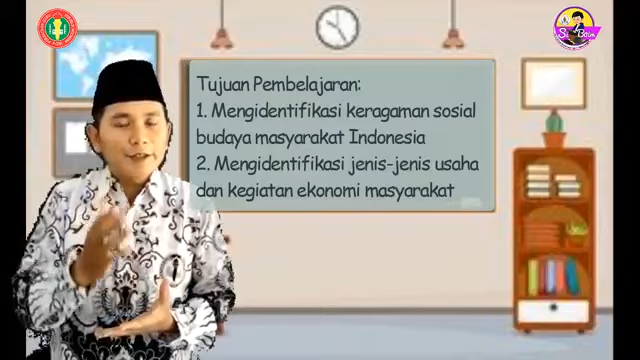 Tujuan Pembelajaran:
1. Mengidentifikasi keragaman sosial
budaya masyarakat Indonesia
2. Mengidentifikasi jenis-jenis usaha
dan kegiatan ekonomi masyarakat